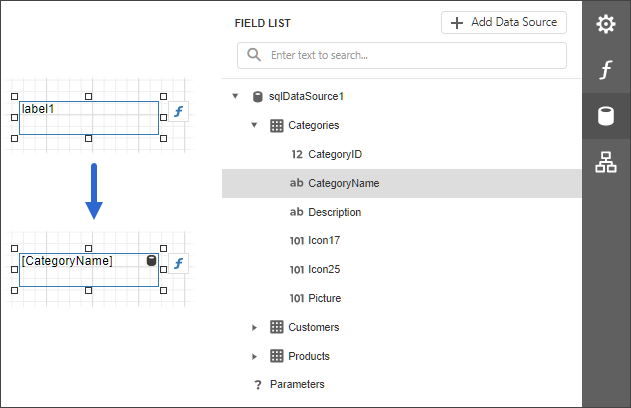 FIELD LIST
Add Data Source
Enter text to search...
label1
f
[CategoryName]
f
sqlDataSource1
Categories
12 CategoryID
ab CategoryName
ab Description
101 Icon17
101 Icon25
101 Picture
Customers
Products
? Parameters
f